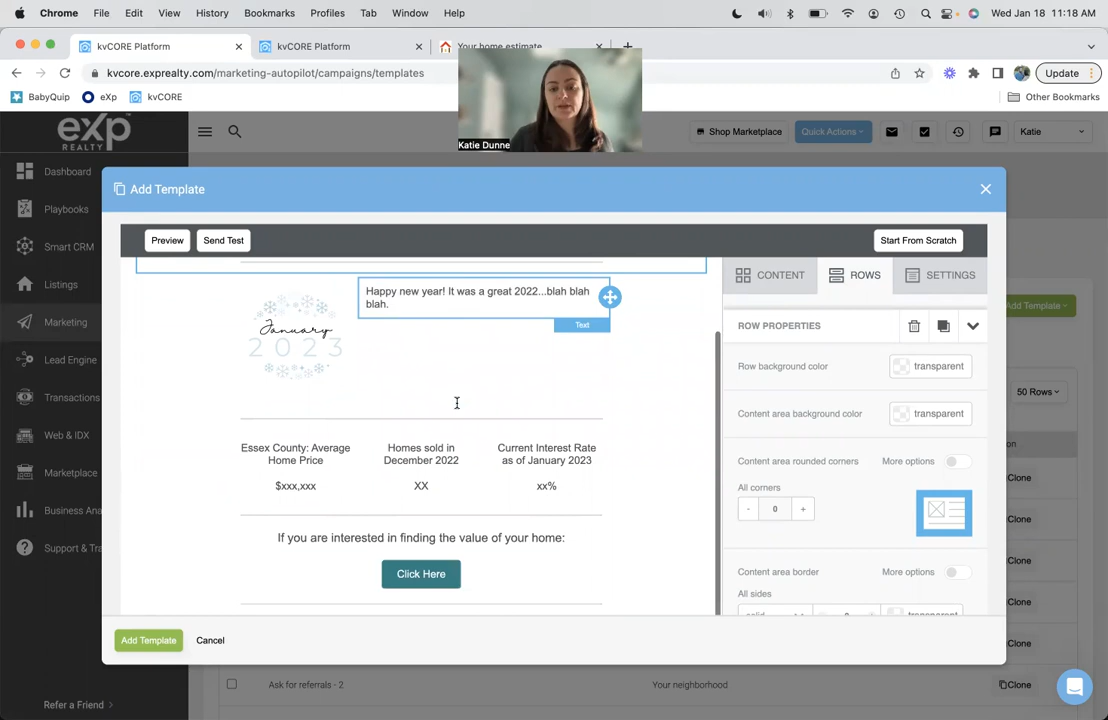 Chrome File Edit View History Bookmarks Profiles Tab Window Help Wed Jan 18 11:18 AM
kvCORE Platform
kvCORE Platform
Your home estimate
kvcore.exprealty.com/marketing-autopilot/campaigns/templates
Update
BabyQuip eXp kvCORE Other Bookmarks
Katie Dunne
exp
REALTY
Shop Marketplace Quick Actions Katie
Dashboard
Playbooks
Smart CRM
Listings
Marketing
Lead Engine
Transactions
Web & IDX
Marketplace
Business Ana
Support & Tra
Refer a Friend
Add Template
Preview Send Test Start From Scratch
CONTENT ROWS SETTINGS
Add Template
Happy new year! It was a great 2022...blah blah
blah.
Text
January
2023
ROW PROPERTIES
Row background color transparent
Content area background color transparent
Content area rounded corners More options
All corners
- 0 +
Content area border More options
All sides
solid 0 transparent
Essex County: Average
Home Price
$xxx,xxx
Homes sold in
December 2022
XX
Current Interest Rate
as of January 2023
xx%
If you are interested in finding the value of your home:
Click Here
Add Template Cancel
50 Rows
on
Clone
Clone
Clone
Clone
Clone
Ask for referrals - 2 Your neighborhood Clone